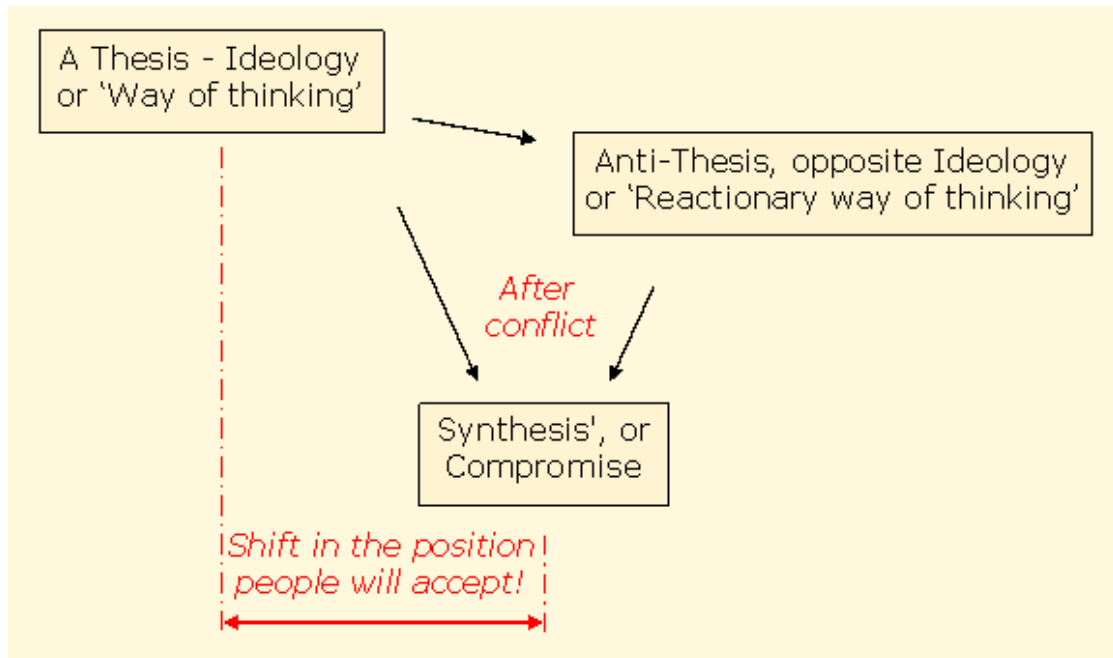 A Thesis - Ideology
or ‘Way of thinking’
Anti-Thesis, opposite Ideology
or ‘Reactionary way of thinking’
After
conflict
Synthesis', or
Compromise
Shift in the position
people will accept!